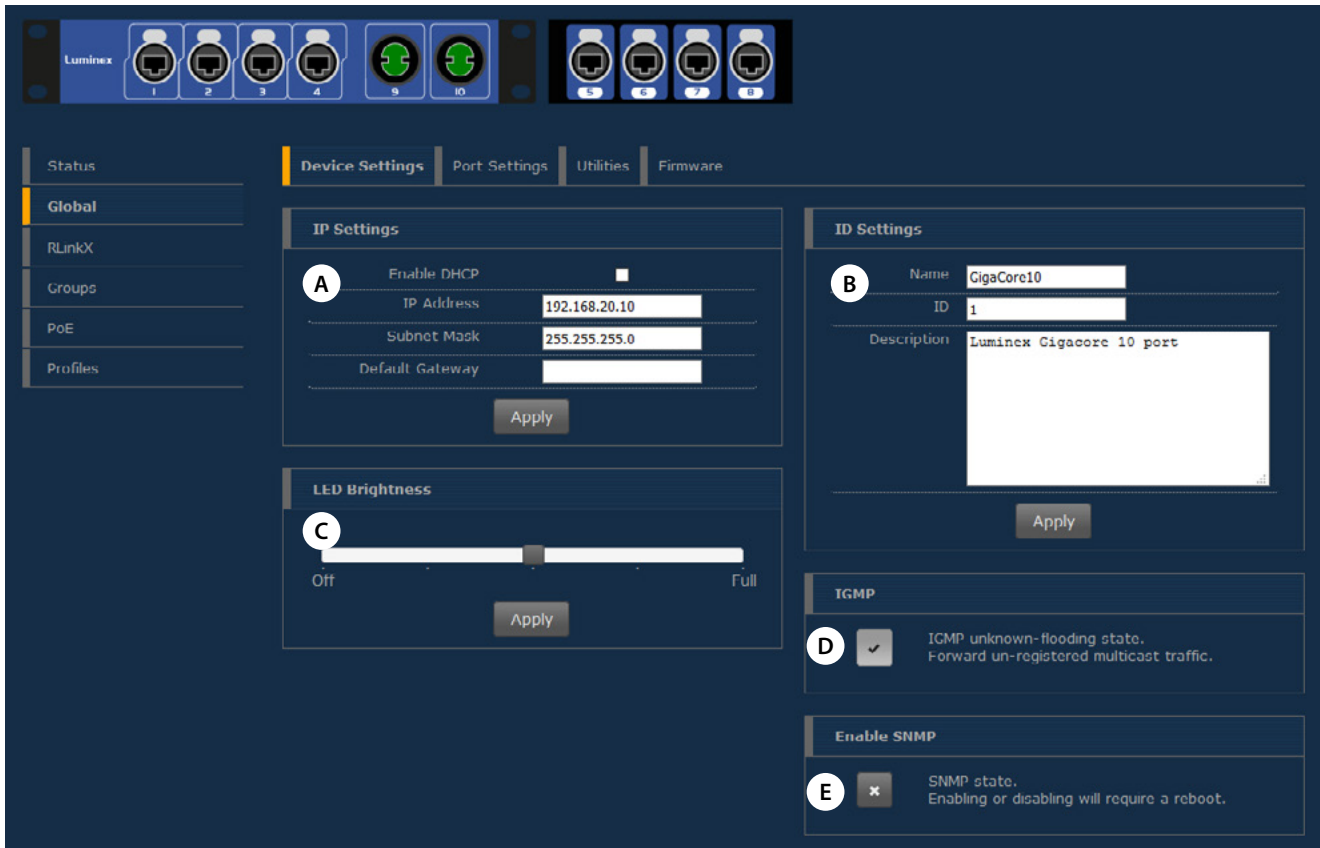 Luminex
1 2 3 4 9 10 5 6 7 8
Status
Global
RLinkX
Groups
PoE
Profiles
Device Settings Port Settings Utilities Firmware
IP Settings
A
Enable DHCP
IP Address 192.168.20.10
Subnet Mask 255.255.255.0
Default Gateway
Apply
LED Brightness
C
Off Full
Apply
ID Settings
B
Name GigaCore10
ID 1
Description Luminex Gigacore 10 port
Apply
IGMP
D
IGMP unknown-flooding state.
Forward un-registered multicast traffic.
Enable SNMP
E
SNMP state.
Enabling or disabling will require a reboot.